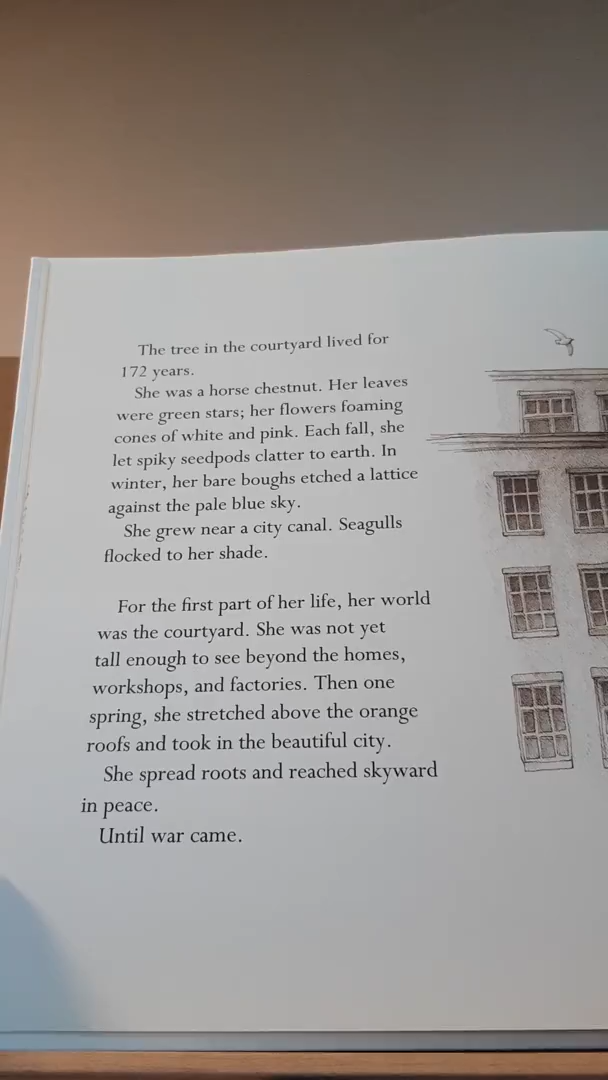 The tree in the courtyard lived for
172 years.
She was a horse chestnut. Her leaves
were green stars; her flowers foaming
cones of white and pink. Each fall, she
let spiky seedpods clatter to earth. In
winter, her bare boughs etched a lattice
against the pale blue sky.
She grew near a city canal. Seagulls
flocked to her shade.
For the first part of her life, her world
was the courtyard. She was not yet
tall enough to see beyond the homes,
workshops, and factories. Then one
spring, she stretched above the orange
roofs and took in the beautiful city.
She spread roots and reached skyward
in peace.
Until war came.